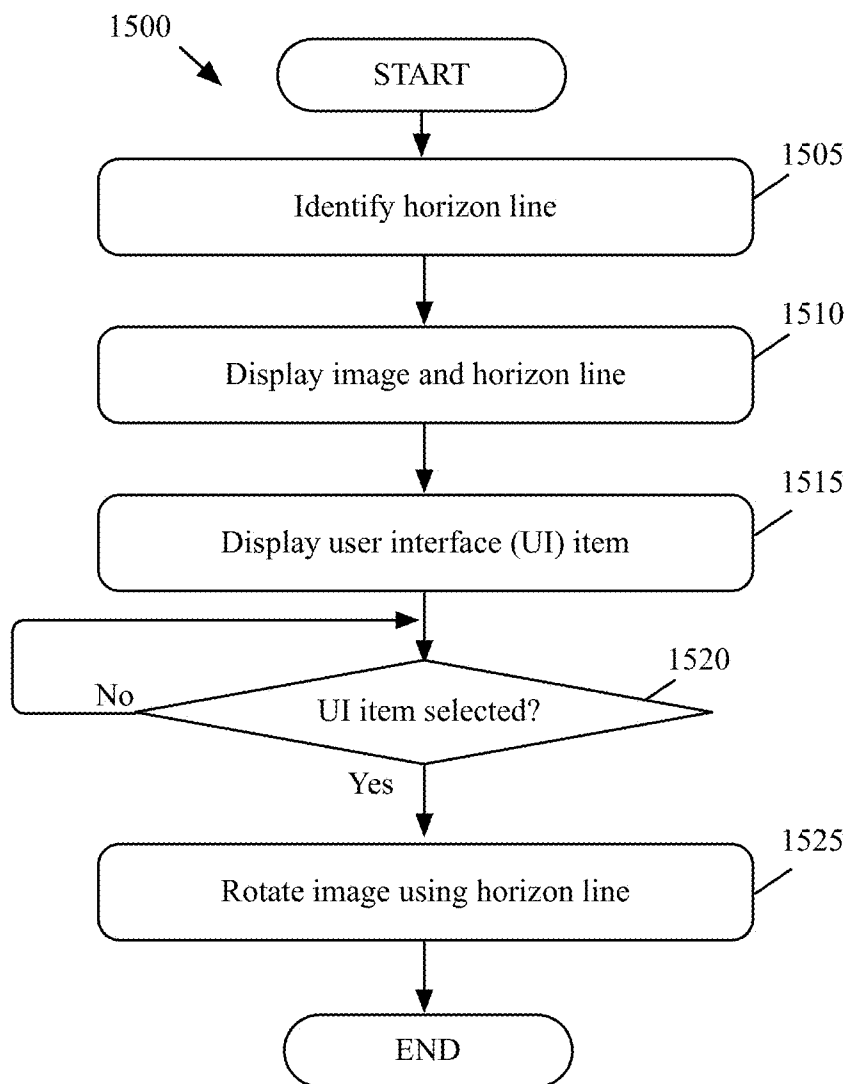 1500
START
1505
Identify horizon line
1510
Display image and horizon line
1515
Display user interface (UI) item
1520
No
UI item selected?
Yes
1525
Rotate image using horizon line
END